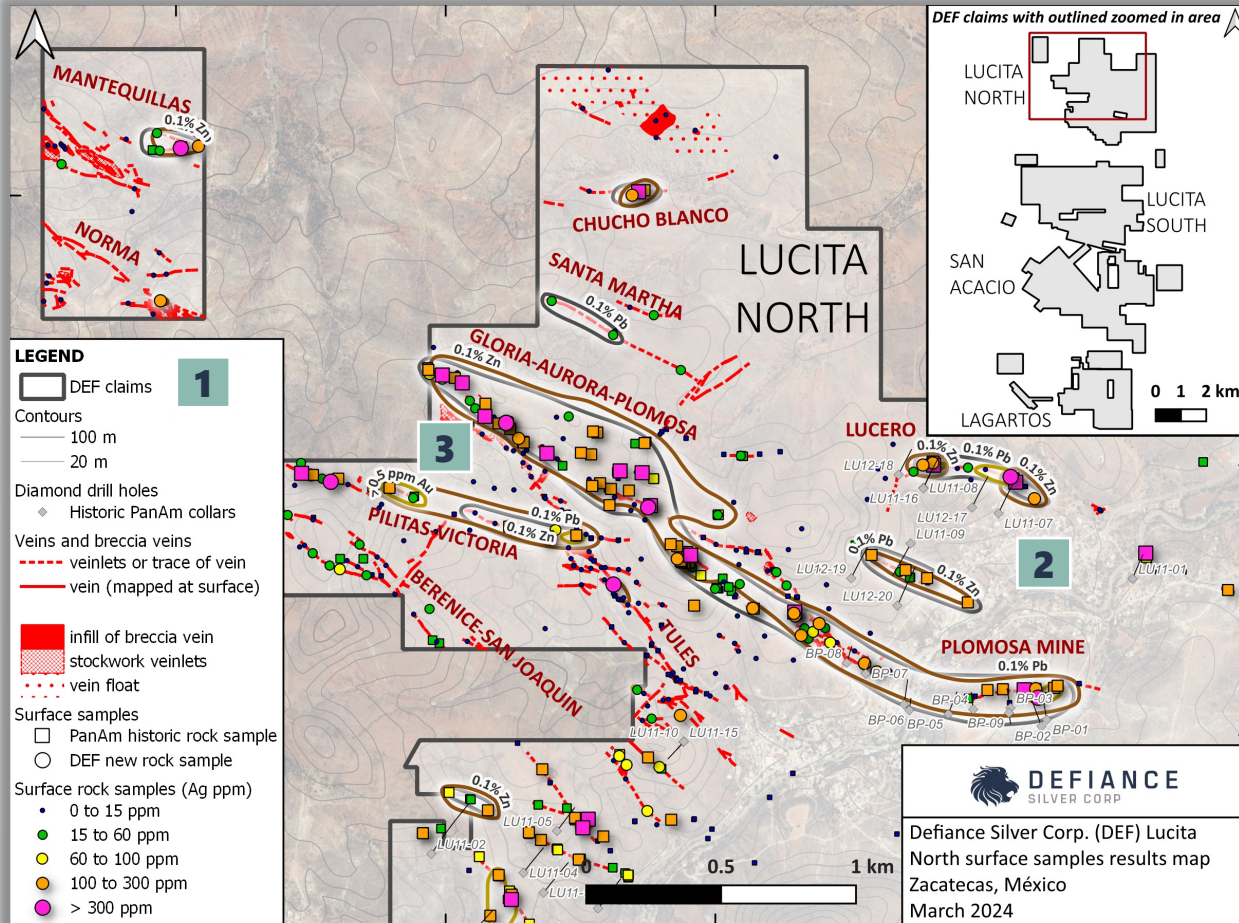 DEF claims with outlined zoomed in area
LUCITA
NORTH
LUCITA
SOUTH
SAN
ACACIO
LAGARTOS
0 1 2 km
MANTEQUILLAS
0.1% Zn
NORMA
CHUCHO BLANCO
LUCITA
NORTH
SANTA MARTHA
0.1% Pb
GLORIA-AURORA-PLOMOSA
0.1% Zn
LEGEND
DEF claims
1
Contours
100 m
20 m
Diamond drill holes
Historic PanAm collars
Veins and breccia veins
veinlets or trace of vein
vein (mapped at surface)
infill of breccia vein
stockwork veinlets
vein float
Surface samples
PanAm historic rock sample
DEF new rock sample
Surface rock samples (Ag ppm)
0 to 15 ppm
15 to 60 ppm
60 to 100 ppm
100 to 300 ppm
> 300 ppm
3
LUCERO
0.1% Zn
0.1% Pb
0.1% Zn
LU12-18
LU11-16
LU11-08
LU12-17
LU11-07
LU11-09
PILITAS-VICTORIA
0.1% Pb
0.1% Zn
0.1% Pb
0.1% Zn
LU12-19
LU12-20
2
LU11-01
BERENICE-SAN JOAQUIN
TULES
PLOMOSA MINE
0.1% Pb
BP-08
BP-07
BP-06
BP-05
BP-04
BP-09
BP-03
BP-02
BP-01
LU11-10
LU11-15
0.1% Zn
LU11-02
LU11-05
LU11-04
0.5
1 km
DEFIANCE
SILVER CORP
Defiance Silver Corp. (DEF) Lucita
North surface samples results map
Zacatecas, México
March 2024